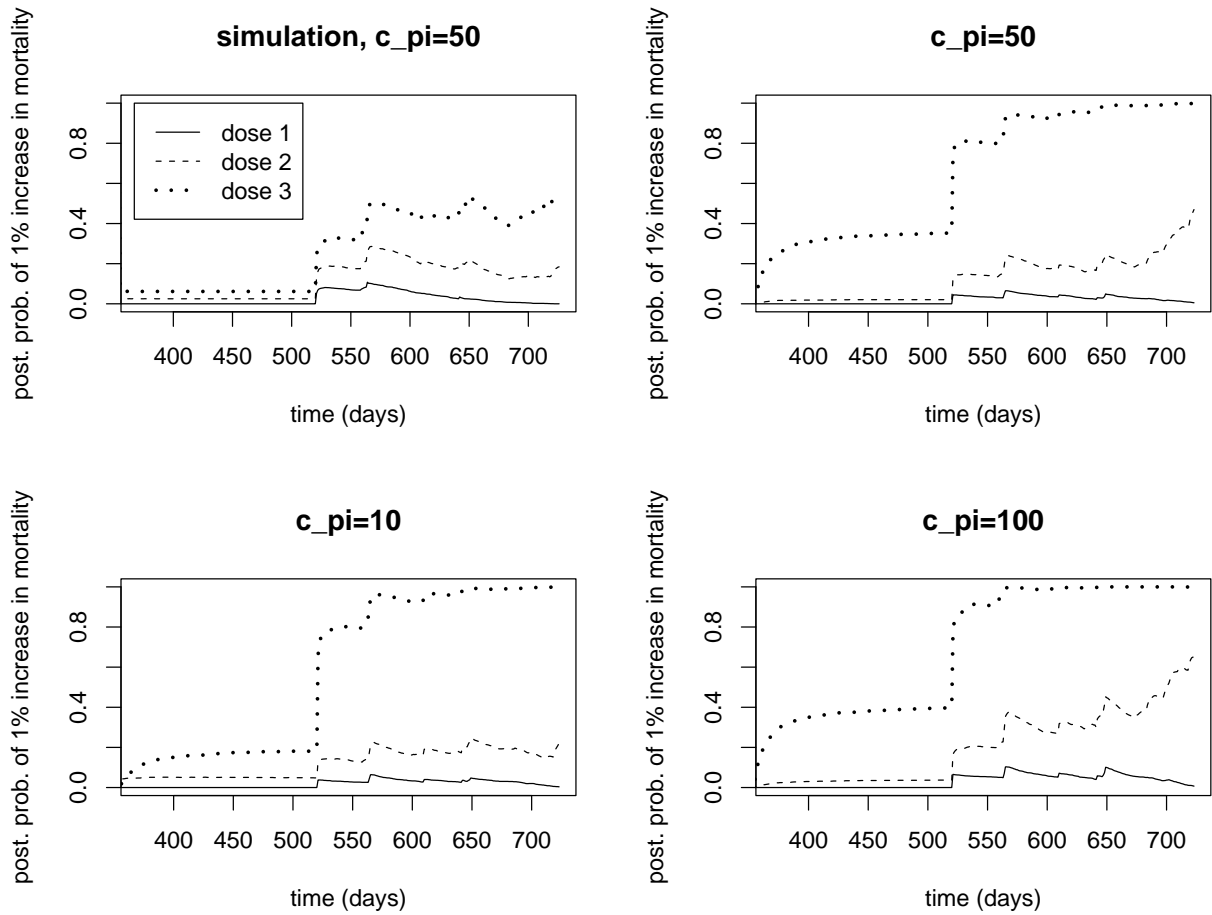 simulation, c_pi=50
post. prob. of 1% increase in mortality
0.0 0.4 0.8
dose 1
dose 2
dose 3
400 450 500 550 600 650 700
time (days)
c_pi=50
post. prob. of 1% increase in mortality
0.0 0.4 0.8
400 450 500 550 600 650 700
time (days)
c_pi=10
post. prob. of 1% increase in mortality
0.0 0.4 0.8
400 450 500 550 600 650 700
time (days)
c_pi=100
post. prob. of 1% increase in mortality
0.0 0.4 0.8
400 450 500 550 600 650 700
time (days)